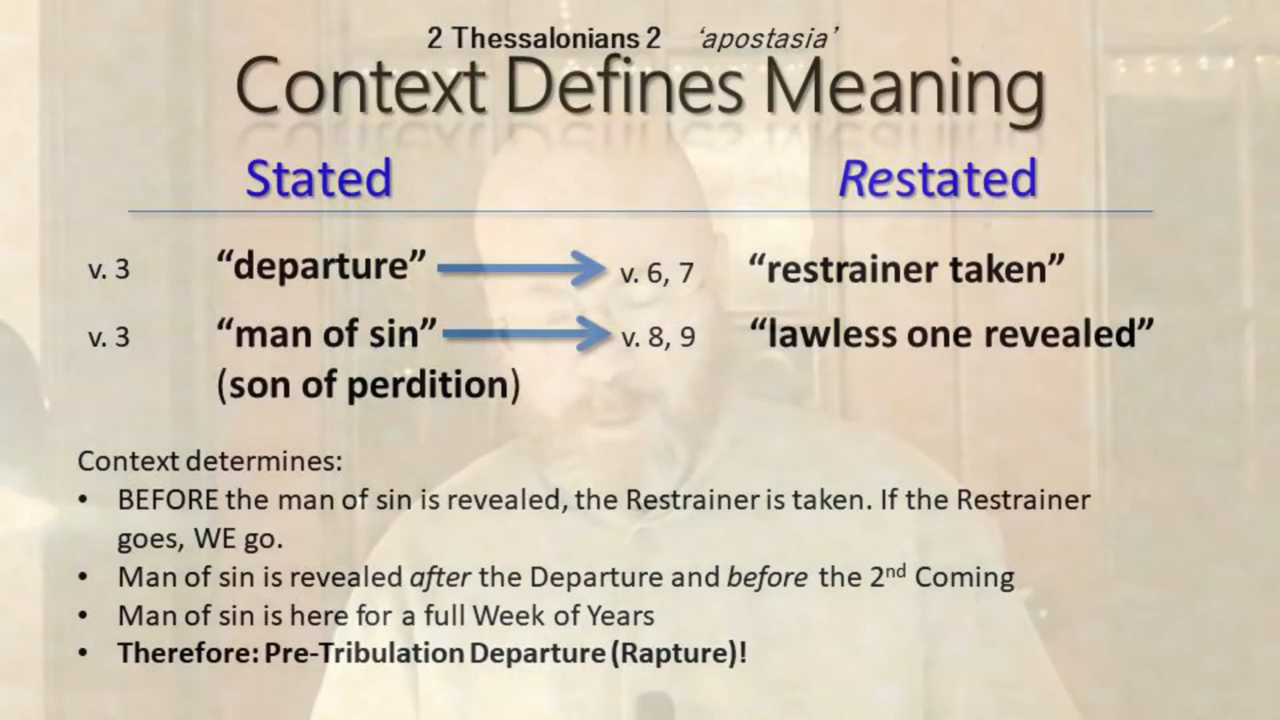 2 Thessalonians 2 ‘apostasia’
Context Defines Meaning
Stated Restated
v. 3 “departure” v. 6, 7 “restrainer taken”
v. 3 “man of sin” v. 8, 9 “lawless one revealed”
(son of perdition)
Context determines:
• BEFORE the man of sin is revealed, the Restrainer is taken. If the Restrainer
goes, WE go.
• Man of sin is revealed after the Departure and before the 2nd Coming
• Man of sin is here for a full Week of Years
• Therefore: Pre-Tribulation Departure (Rapture)!